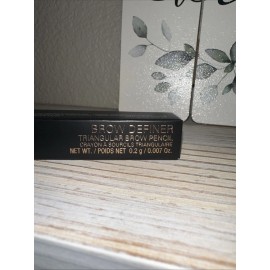 BROW DEFINER
TRIANGULAR BROW PENCIL
CRAYON À SOURCILS TRIANGULAIRE
NET WT. / POIDS NET 0.2 g / 0.007 Oz.